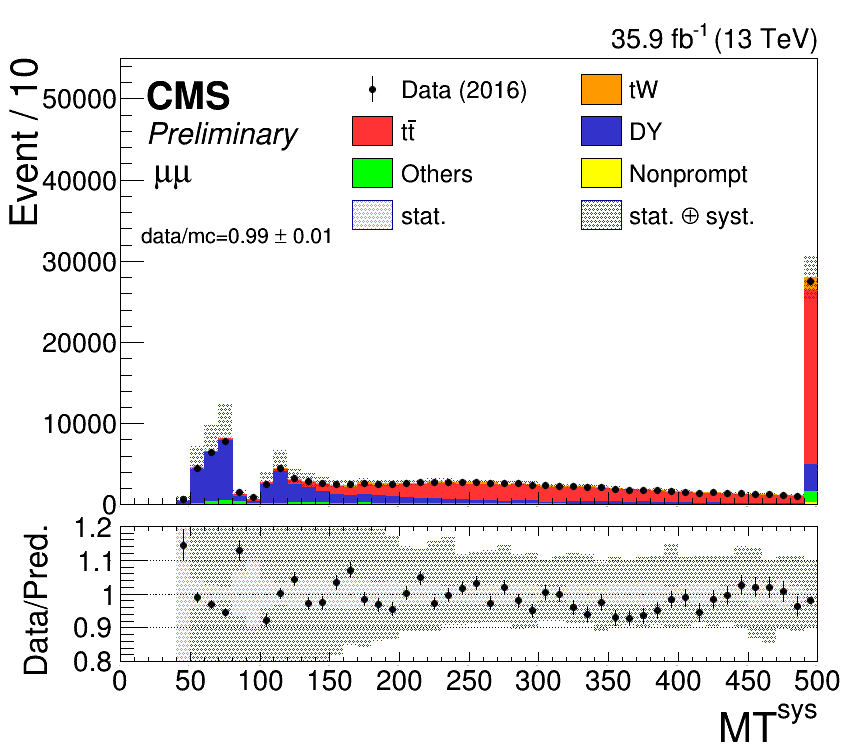 35.9 fb⁻¹ (13 TeV)
Event / 10
50000
40000
30000
20000
10000
0
CMS
Preliminary
μμ
data/mc=0.99 ± 0.01
Data (2016)
tW
tt̄
DY
Others
Nonprompt
stat.
stat. ⊕ syst.
Data/Pred.
1.2
1.1
1
0.9
0.8
0 50 100 150 200 250 300 350 400 450 500
MT^sys